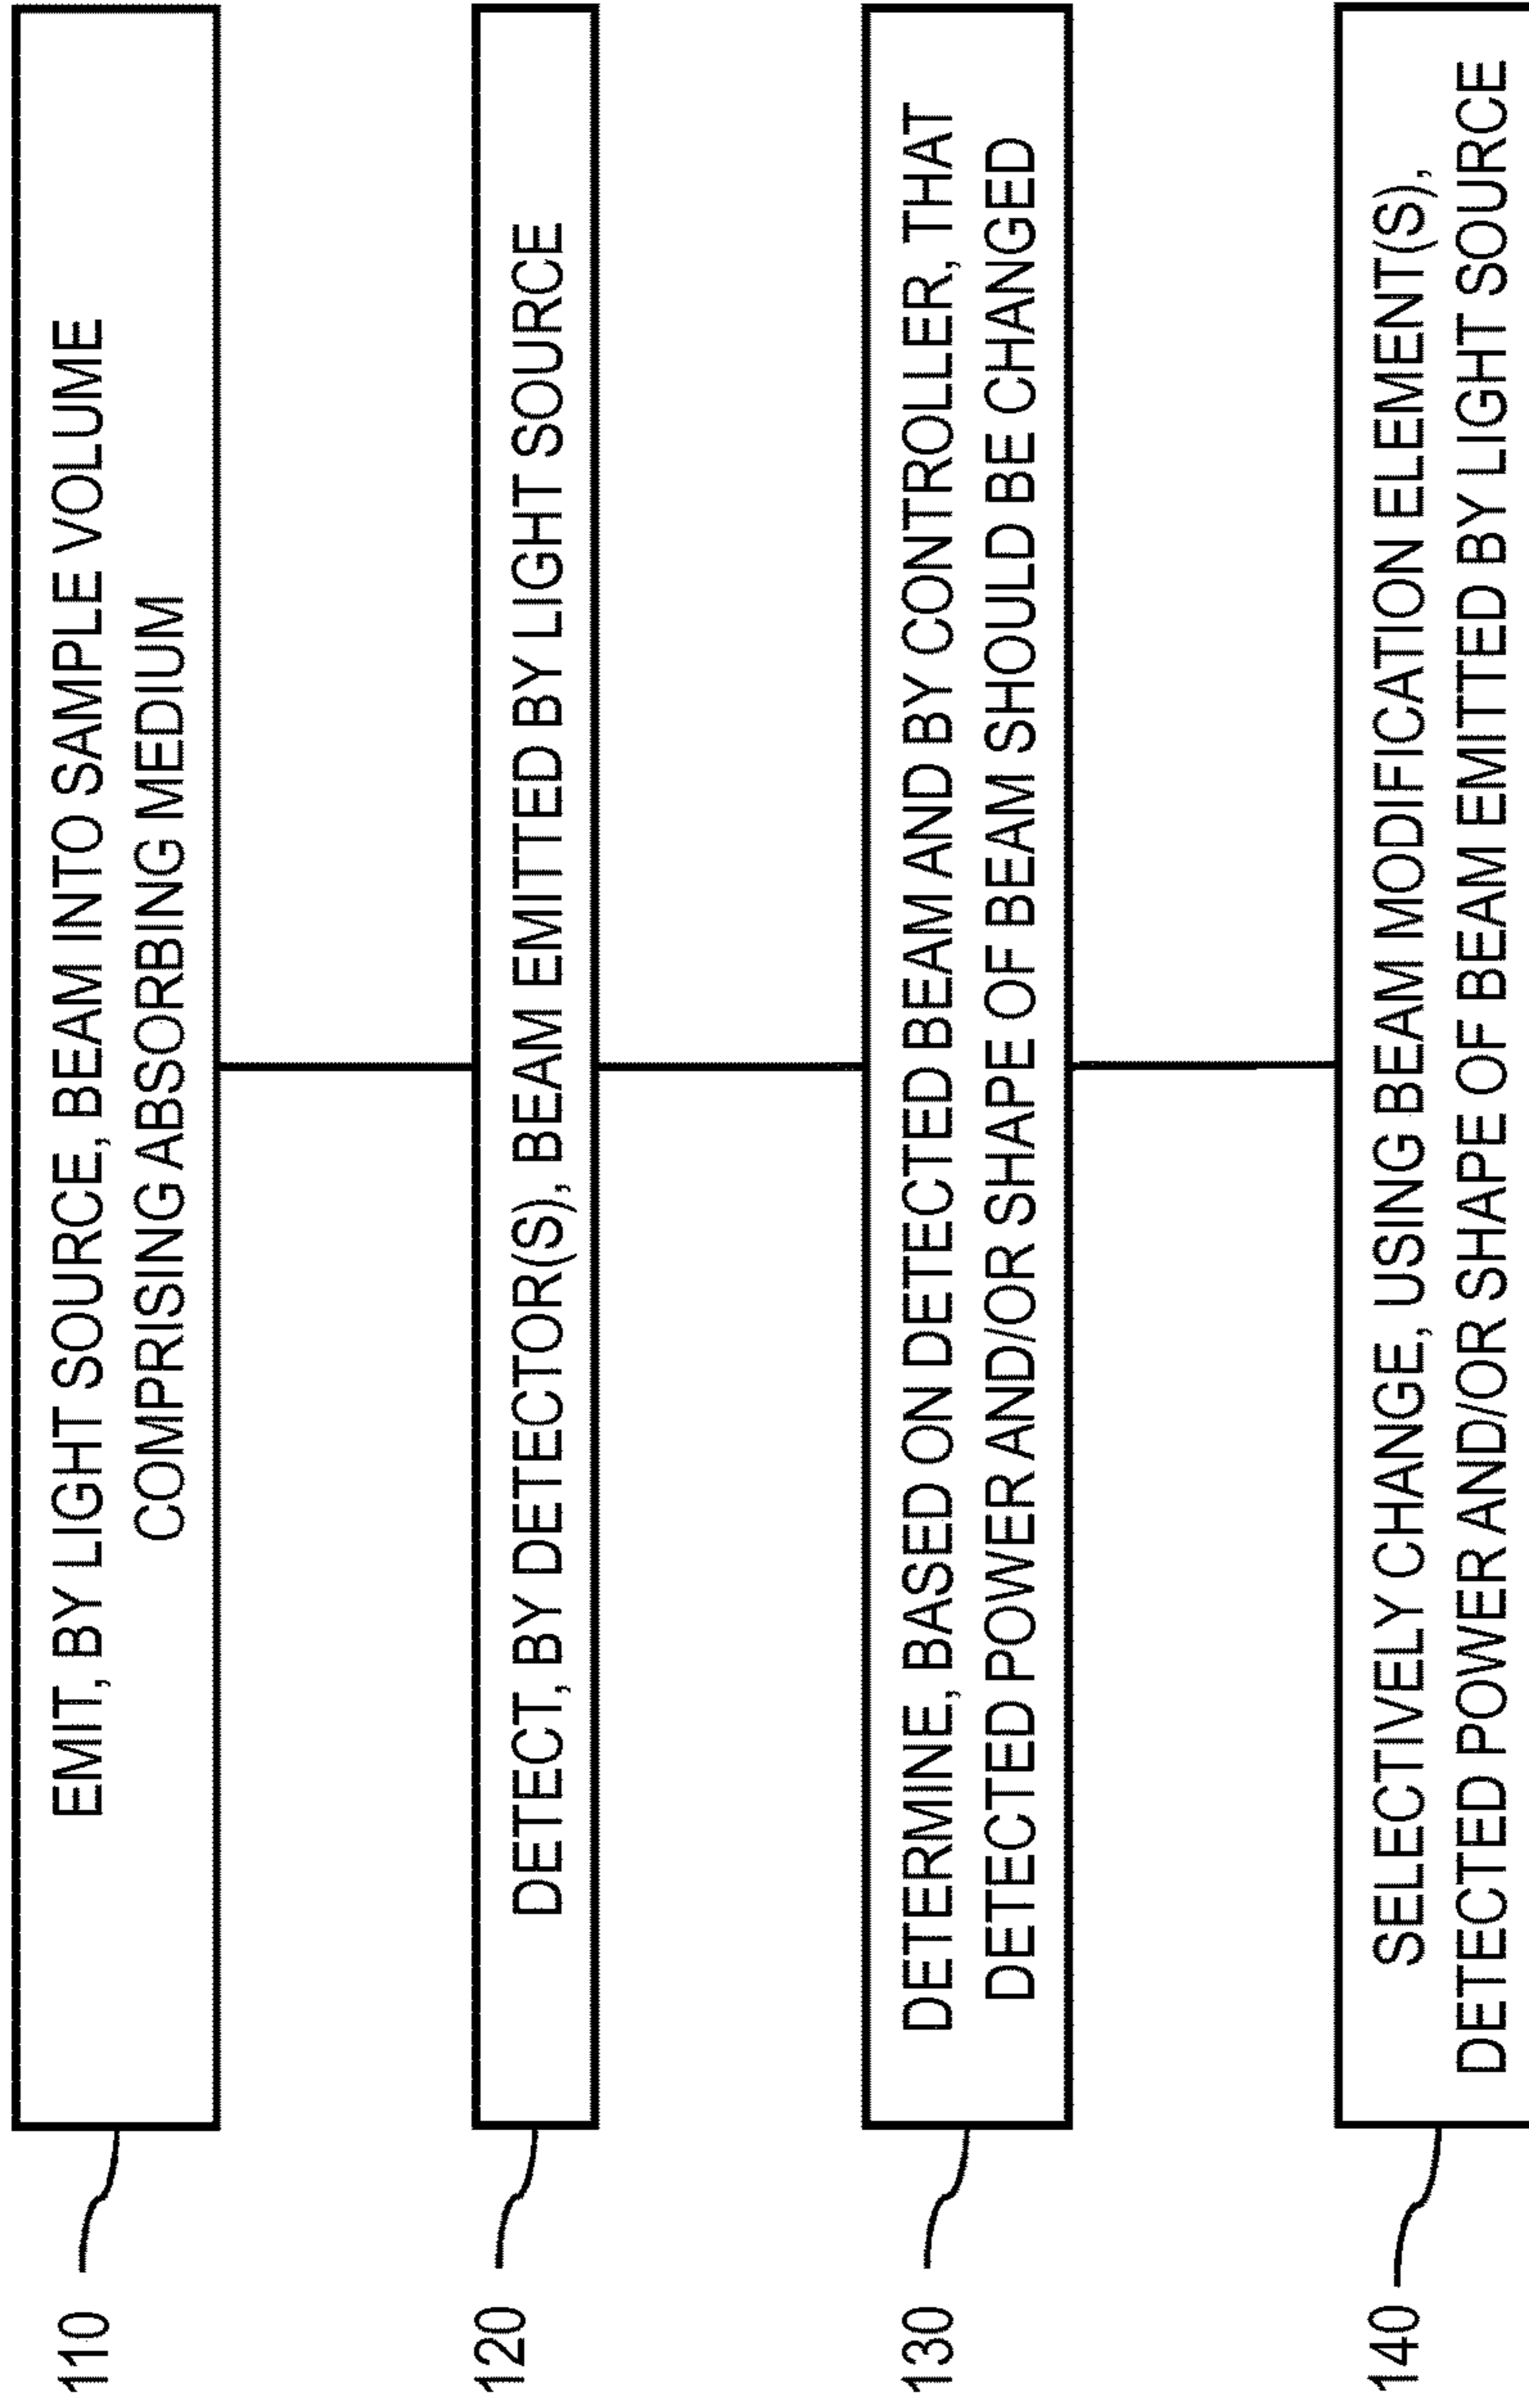 110
EMIT, BY LIGHT SOURCE, BEAM INTO SAMPLE VOLUME
COMPRISING ABSORBING MEDIUM
120
DETECT, BY DETECTOR(S), BEAM EMITTED BY LIGHT SOURCE
130
DETERMINE, BASED ON DETECTED BEAM AND BY CONTROLLER, THAT
DETECTED POWER AND/OR SHAPE OF BEAM SHOULD BE CHANGED
140
SELECTIVELY CHANGE, USING BEAM MODIFICATION ELEMENT(S),
DETECTED POWER AND/OR SHAPE OF BEAM EMITTED BY LIGHT SOURCE